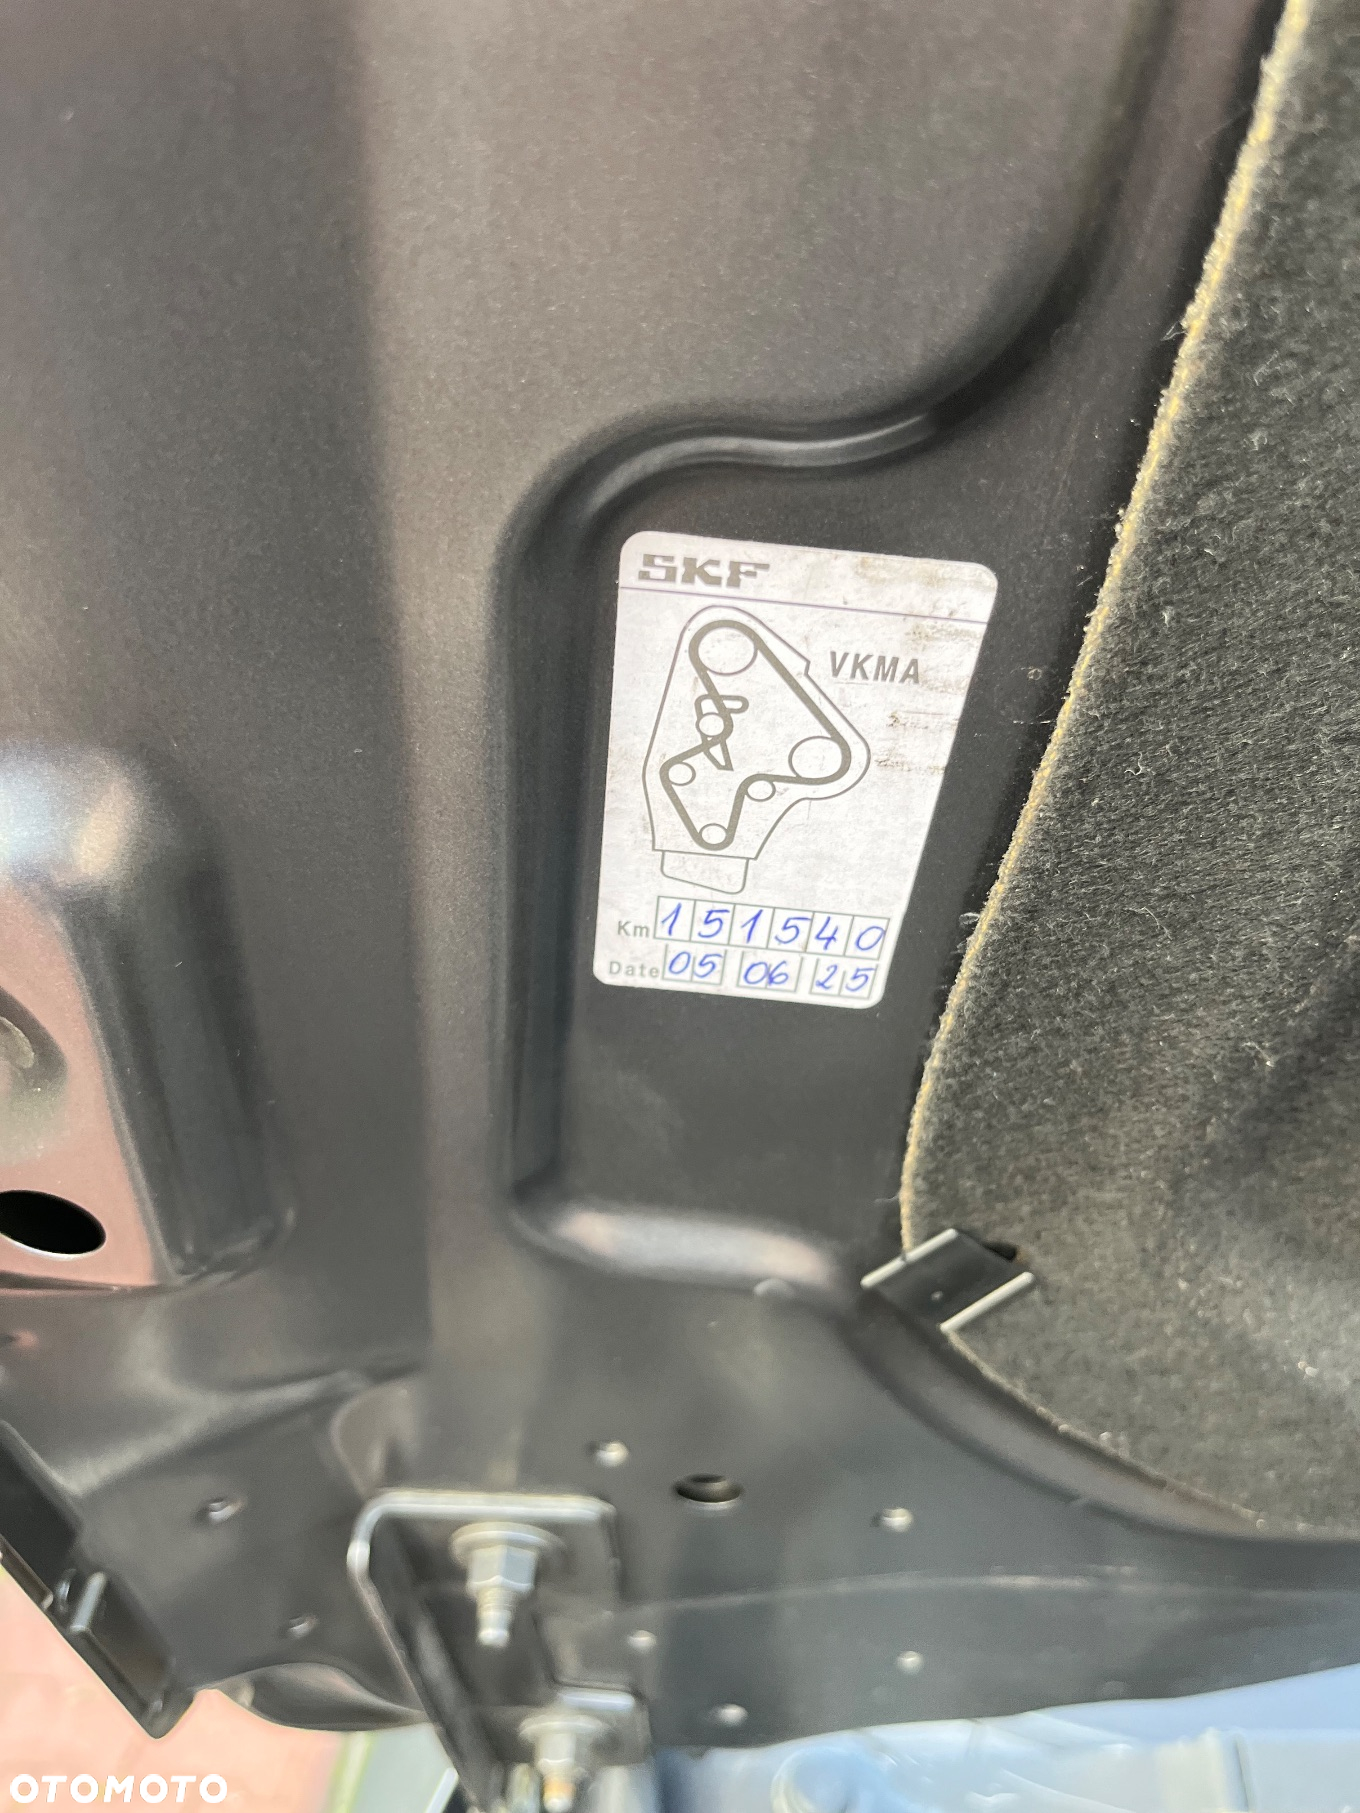 SKF
VKMA
Km 151540
Date 05 06 25
OTOMOTO